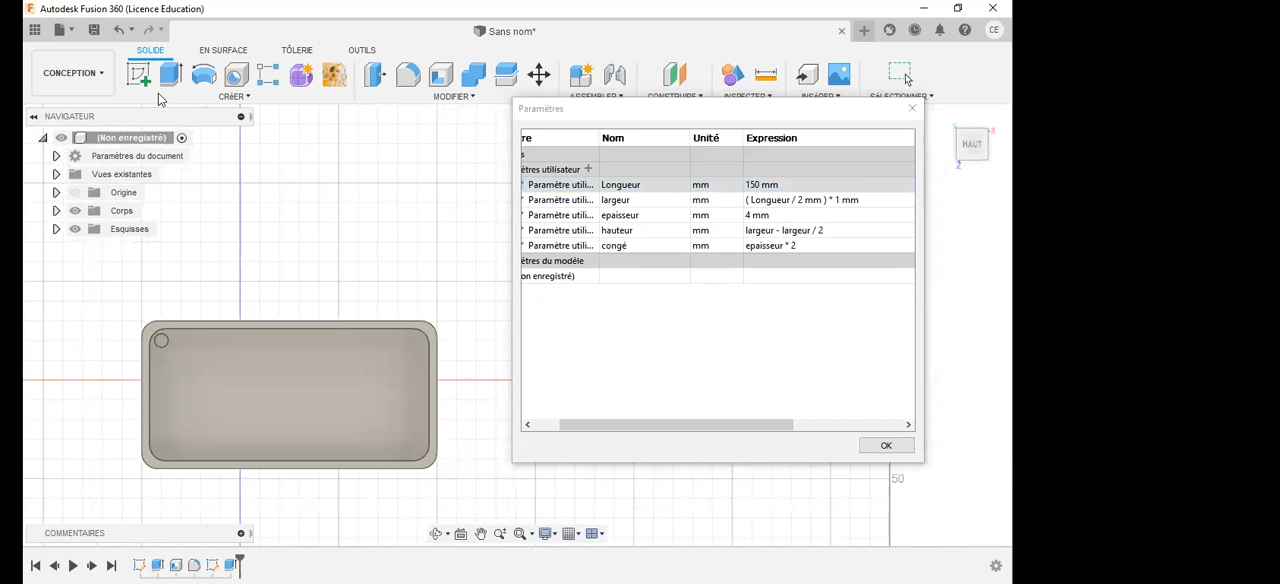 Autodesk Fusion 360 (Licence Education)
Sans nom*
CE
CONCEPTION
SOLIDE
EN SURFACE
TÔLERIE
OUTILS
CRÉER
MODIFIER
ASSEMBLER
CONSTRUIRE
INSPECTER
INSÉRER
SÉLECTIONNER
NAVIGATEUR
(Non enregistré)
Paramètres du document
Vues existantes
Origine
Corps
Esquisses
Paramètres
re Nom Unité Expression
s
ètres utilisateur
Paramètre utili... Longueur mm 150 mm
Paramètre utili... largeur mm ( Longueur / 2 mm ) * 1 mm
Paramètre utili... epaisseur mm 4 mm
Paramètre utili... hauteur mm largeur - largeur / 2
Paramètre utili... congé mm epaisseur * 2
ètres du modèle
on enregistré)
OK
HAUT
X
Z
50
COMMENTAIRES